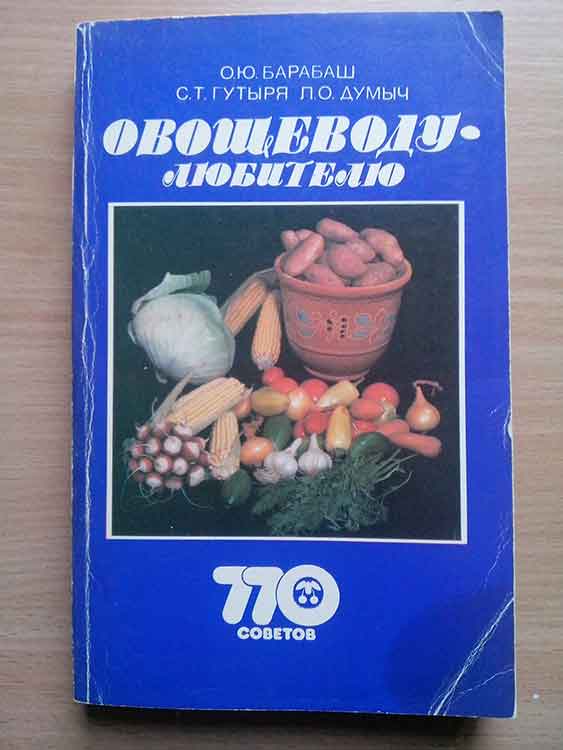 О.Ю. БАРАБАШ
С.Т. ГУТЫРЯ Л.О. ДУМЫЧ
ОВОЩЕВОДУ-
ЛЮБИТЕЛЮ
770
СОВЕТОВ